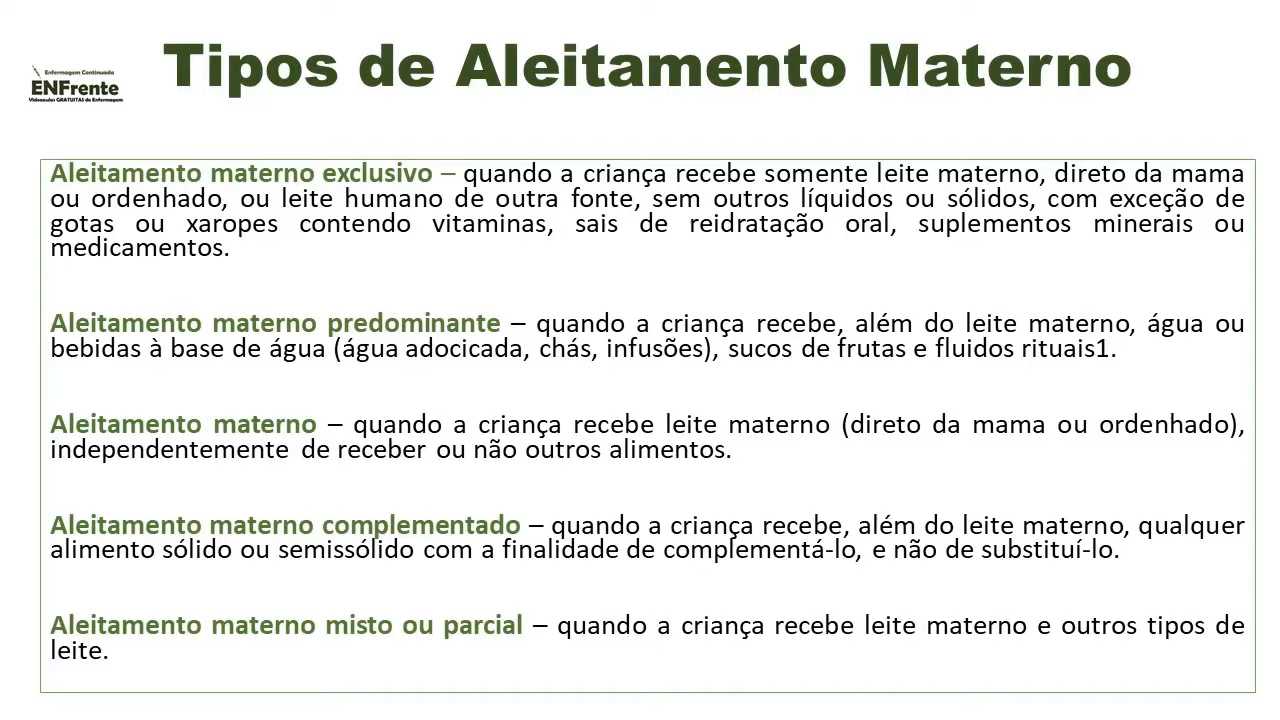 Enfermagem Continuada
ENFrente
Videoaulas GRATUITAS de Enfermagem
Tipos de Aleitamento Materno
Aleitamento materno exclusivo – quando a criança recebe somente leite materno, direto da mama
ou ordenhado, ou leite humano de outra fonte, sem outros líquidos ou sólidos, com exceção de
gotas ou xaropes contendo vitaminas, sais de reidratação oral, suplementos minerais ou
medicamentos.
Aleitamento materno predominante – quando a criança recebe, além do leite materno, água ou
bebidas à base de água (água adocicada, chás, infusões), sucos de frutas e fluidos rituais1.
Aleitamento materno – quando a criança recebe leite materno (direto da mama ou ordenhado),
independentemente de receber ou não outros alimentos.
Aleitamento materno complementado – quando a criança recebe, além do leite materno, qualquer
alimento sólido ou semissólido com a finalidade de complementá-lo, e não de substituí-lo.
Aleitamento materno misto ou parcial – quando a criança recebe leite materno e outros tipos de
leite.